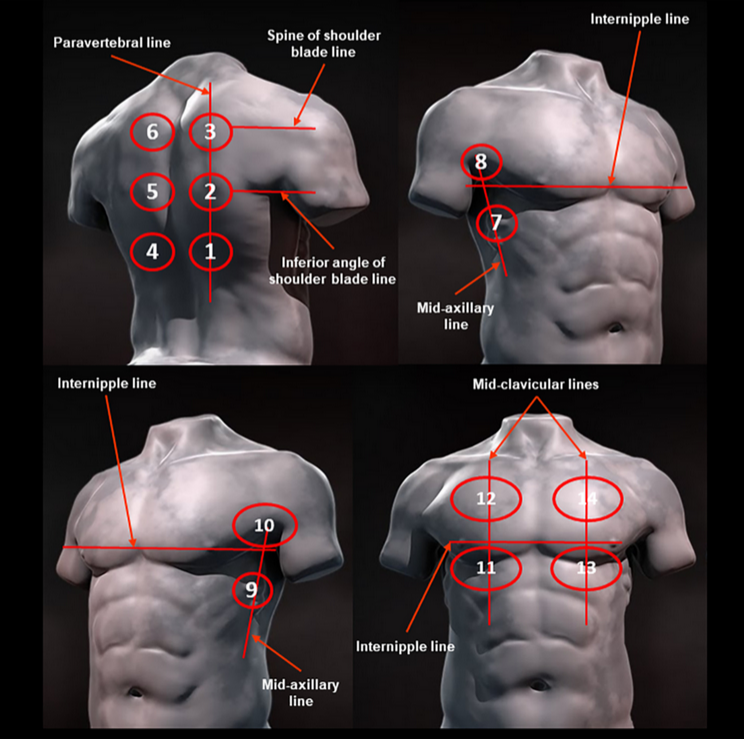 Paravertebral line
Spine of shoulder
blade line
6
3
5
2
4
1
Inferior angle of
shoulder blade line
Internipple line
8
7
Mid-axillary
line
Internipple line
10
9
Mid-axillary
line
Mid-clavicular lines
12
14
11
13
Internipple line